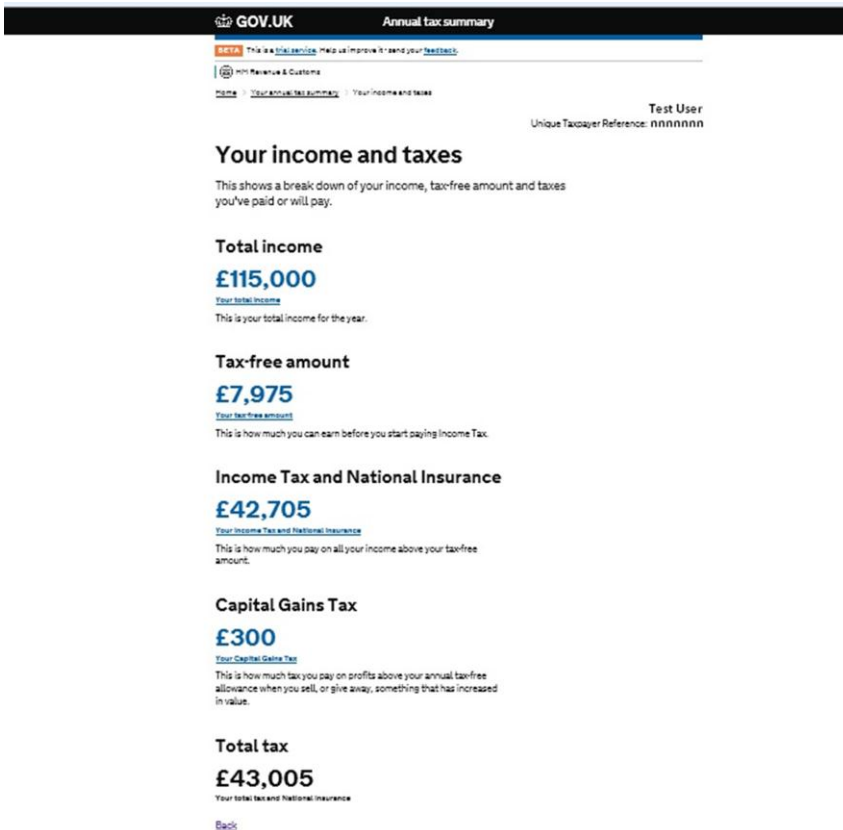 GOV.UK Annual tax summary
BETA This is a trial service. Help us improve it - send your feedback.
HM Revenue & Customs
Home Your annual tax summary Your income and taxes
Test User
Unique Taxpayer Reference: nnnnnnn
Your income and taxes
This shows a break down of your income, tax-free amount and taxes
you've paid or will pay.
Total income
£115,000
Your total income
This is your total income for the year.
Tax-free amount
£7,975
Your tax-free amount
This is how much you can earn before you start paying Income Tax.
Income Tax and National Insurance
£42,705
Your Income Tax and National Insurance
This is how much you pay on all your income above your tax-free
amount.
Capital Gains Tax
£300
Your Capital Gains Tax
This is how much tax you pay on profits above your annual tax-free
allowance when you sell, or give away, something that has increased
in value.
Total tax
£43,005
Your total tax and National Insurance
Back